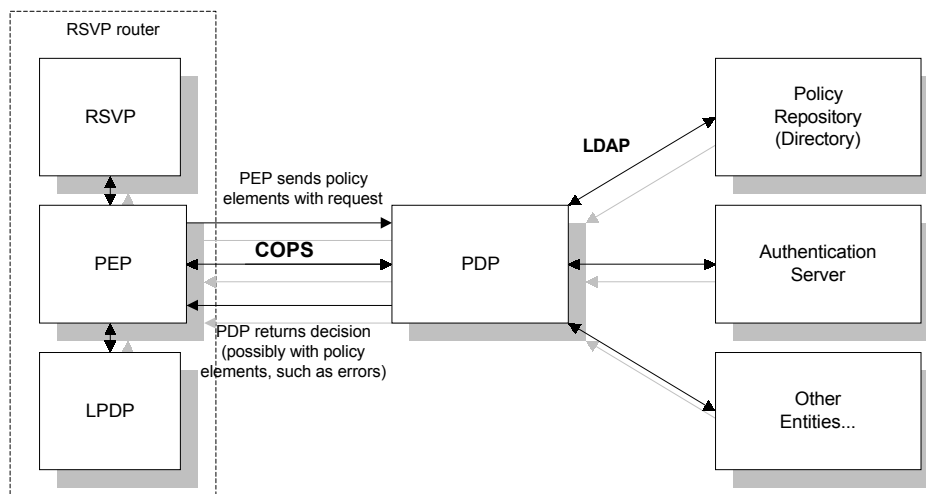 RSVP router
RSVP
PEP
LPDP
PEP sends policy
elements with request
COPS
PDP returns decision
(possibly with policy
elements, such as errors)
PDP
LDAP
Policy
Repository
(Directory)
Authentication
Server
Other
Entities...